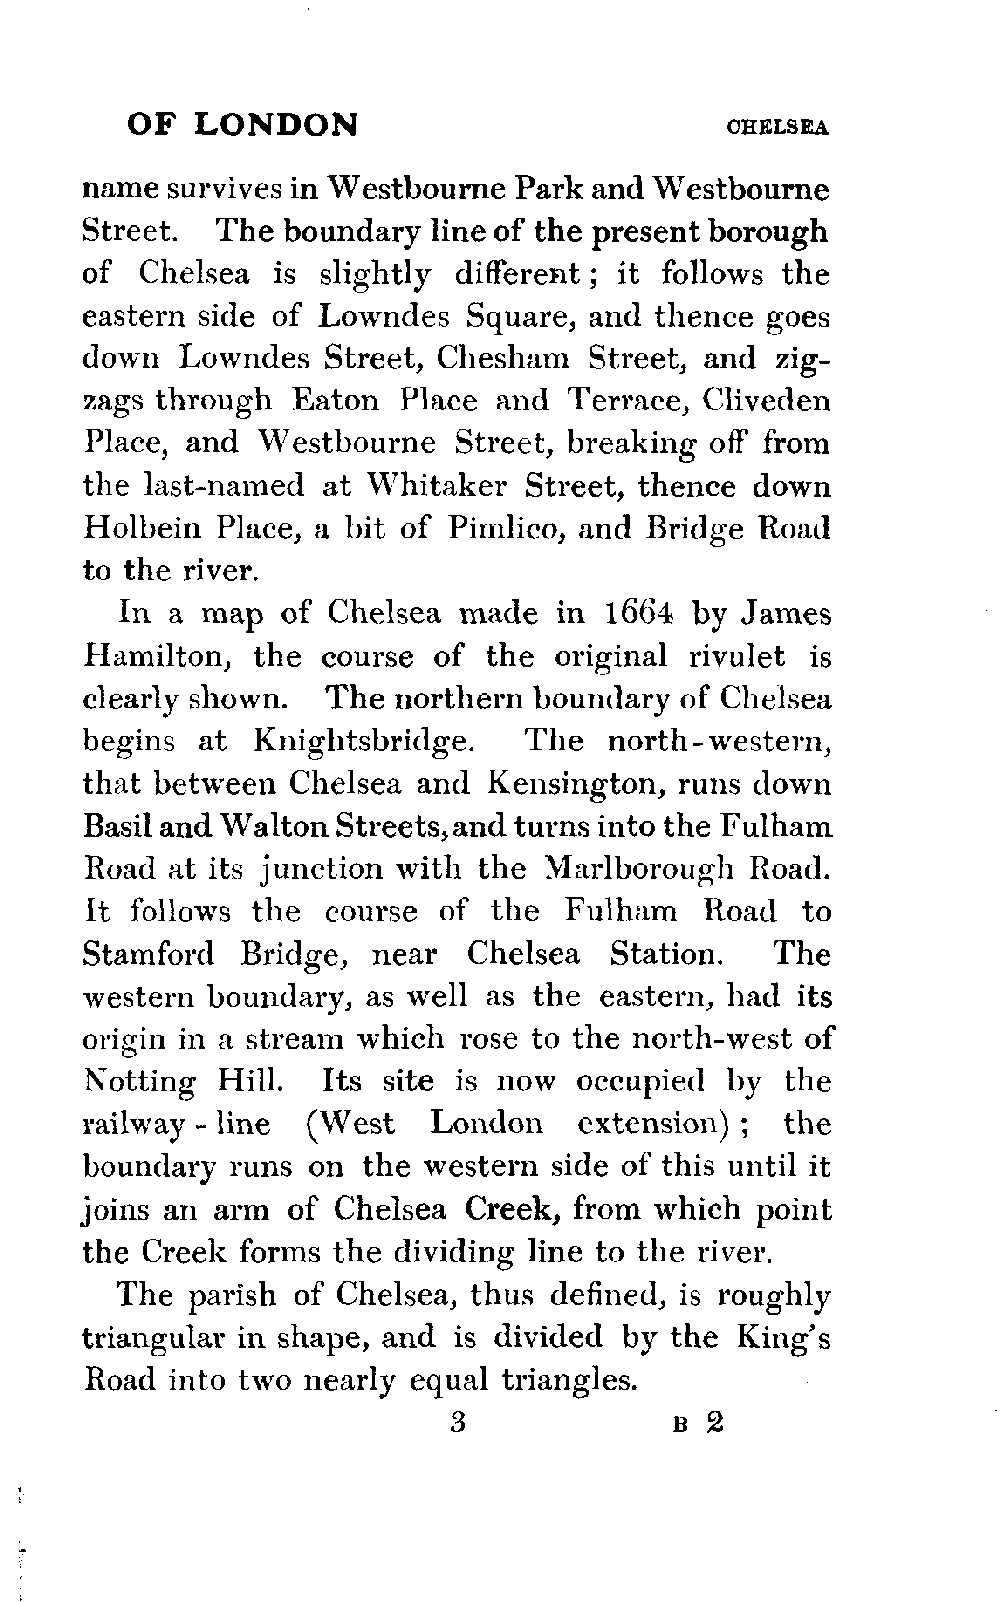 OF LONDON CHELSEA
name survives in Westbourne Park and Westbourne
Street. The boundary line of the present borough
of Chelsea is slightly different; it follows the
eastern side of Lowndes Square, and thence goes
down Lowndes Street, Chesham Street, and zig-
zags through Eaton Place and Terrace, Cliveden
Place, and Westbourne Street, breaking off from
the last-named at Whitaker Street, thence down
Holbein Place, a bit of Pimlico, and Bridge Road
to the river.
In a map of Chelsea made in 1664 by James
Hamilton, the course of the original rivulet is
clearly shown. The northern boundary of Chelsea
begins at Knightsbridge. The north-western,
that between Chelsea and Kensington, runs down
Basil and Walton Streets, and turns into the Fulham
Road at its junction with the Marlborough Road.
It follows the course of the Fulham Road to
Stamford Bridge, near Chelsea Station. The
western boundary, as well as the eastern, had its
origin in a stream which rose to the north-west of
Notting Hill. Its site is now occupied by the
railway-line (West London extension); the
boundary runs on the western side of this until it
joins an arm of Chelsea Creek, from which point
the Creek forms the dividing line to the river.
The parish of Chelsea, thus defined, is roughly
triangular in shape, and is divided by the King's
Road into two nearly equal triangles.
3 B 2